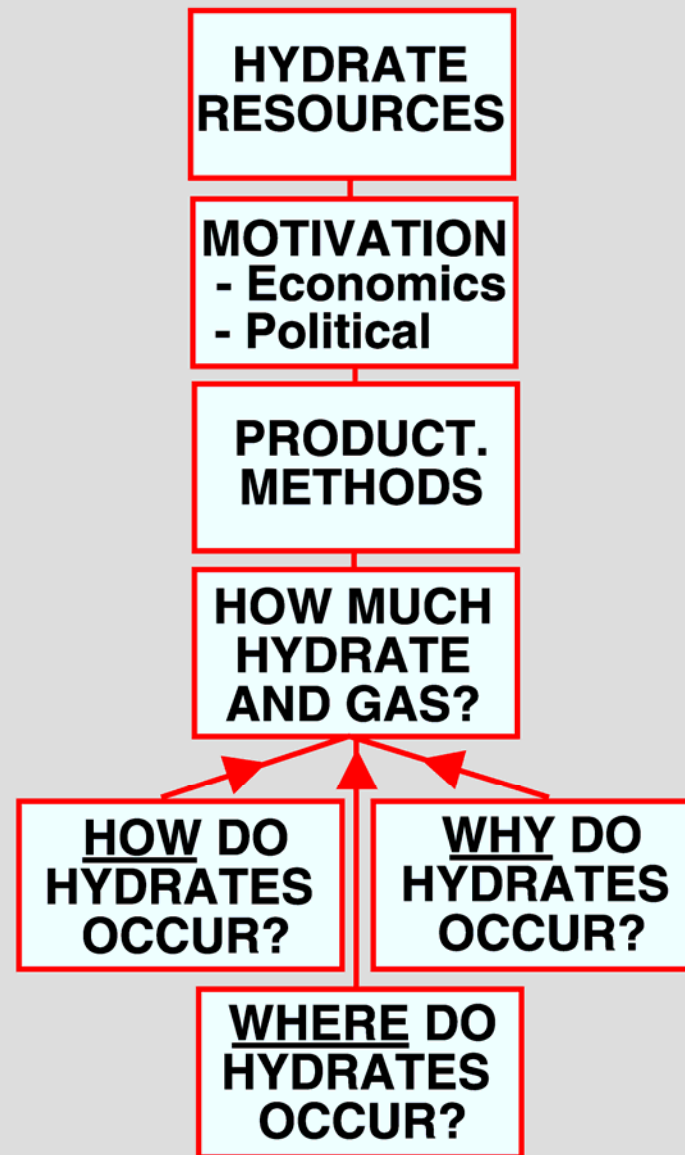 HYDRATE
RESOURCES
MOTIVATION
- Economics
- Political
PRODUCT.
METHODS
HOW MUCH
HYDRATE
AND GAS?
HOW DO
HYDRATES
OCCUR?
WHY DO
HYDRATES
OCCUR?
WHERE DO
HYDRATES
OCCUR?